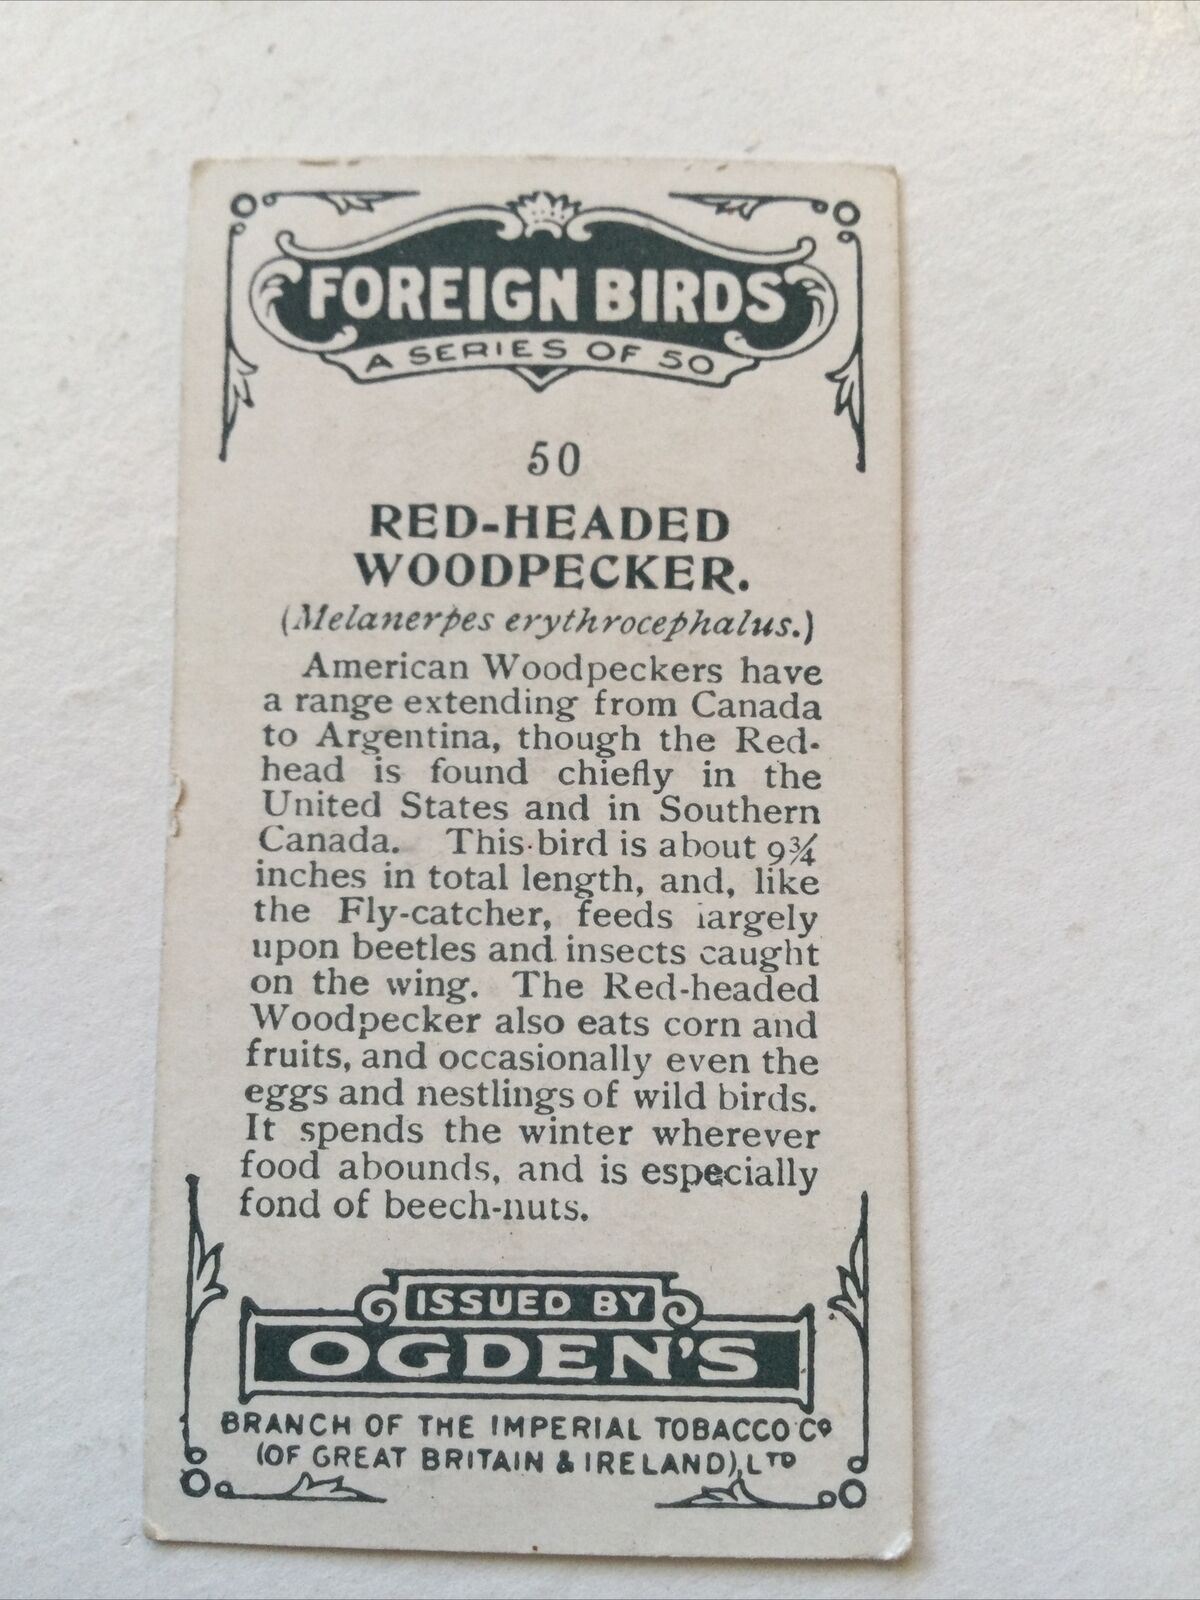 FOREIGN BIRDS
A SERIES OF 50
50
RED-HEADED
WOODPECKER.
(Melanerpes erythrocephalus.)
American Woodpeckers have
a range extending from Canada
to Argentina, though the Red-
head is found chiefly in the
United States and in Southern
Canada. This bird is about 9¾
inches in total length, and, like
the Fly-catcher, feeds largely
upon beetles and insects caught
on the wing. The Red-headed
Woodpecker also eats corn and
fruits, and occasionally even the
eggs and nestlings of wild birds.
It spends the winter wherever
food abounds, and is especially
fond of beech-nuts.
ISSUED BY
OGDEN'S
BRANCH OF THE IMPERIAL TOBACCO Co
(OF GREAT BRITAIN & IRELAND), LTD